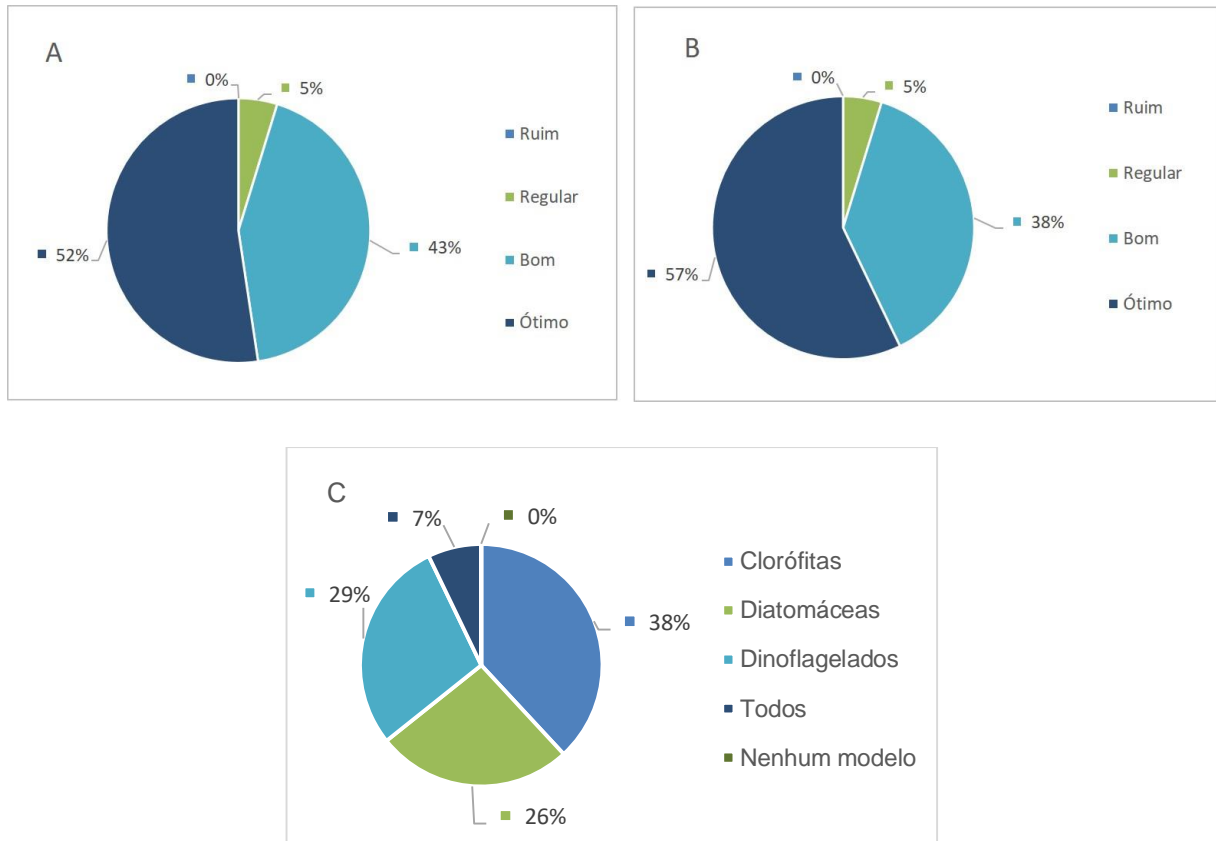 A
0%
5%
43%
52%
Ruim
Regular
Bom
Ótimo
B
0%
5%
38%
57%
Ruim
Regular
Bom
Ótimo
C
7%
0%
29%
38%
26%
Clorófitas
Diatomáceas
Dinoflagelados
Todos
Nenhum modelo